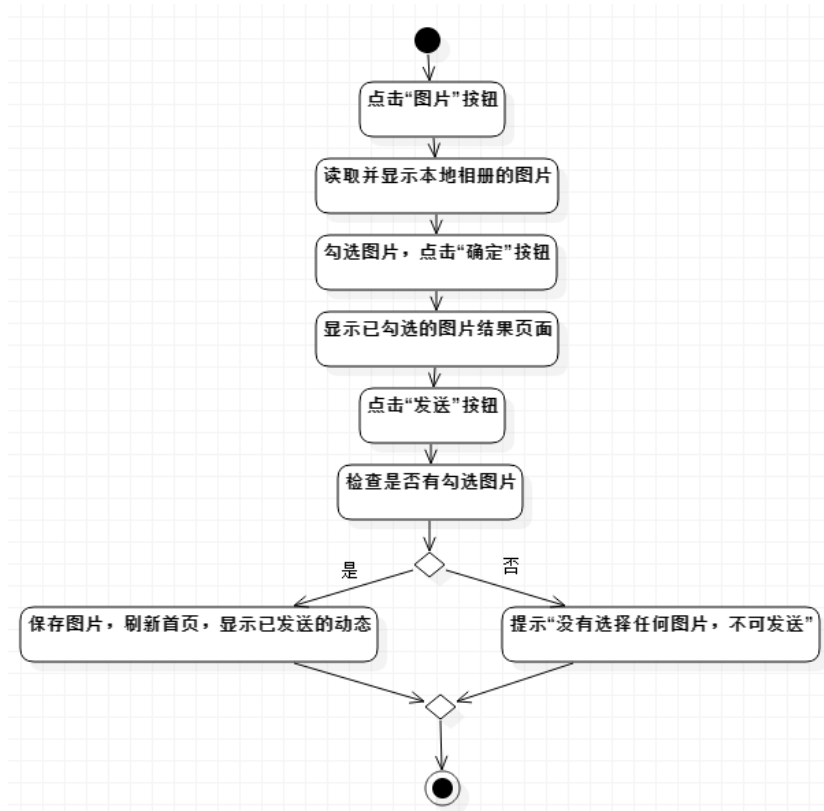 点击“图片”按钮
读取并显示本地相册的图片
勾选图片，点击“确定”按钮
显示已勾选的图片结果页面
点击“发送”按钮
检查是否有勾选图片
是
否
保存图片，刷新首页，显示已发送的动态
提示“没有选择任何图片，不可发送”